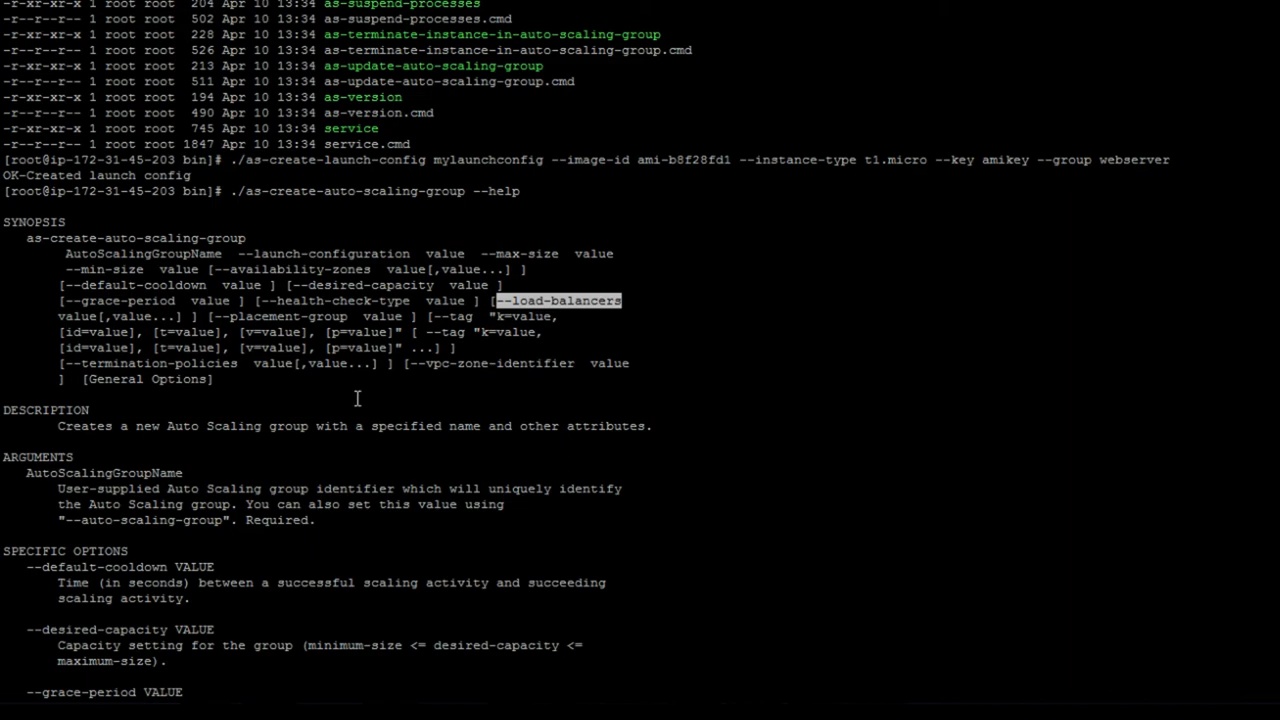 -r-xr-xr-x 1 root root  204 Apr 10 13:34 as-suspend-processes
-r--r--r-- 1 root root  502 Apr 10 13:34 as-suspend-processes.cmd
-r-xr-xr-x 1 root root  228 Apr 10 13:34 as-terminate-instance-in-auto-scaling-group
-r--r--r-- 1 root root  526 Apr 10 13:34 as-terminate-instance-in-auto-scaling-group.cmd
-r-xr-xr-x 1 root root  213 Apr 10 13:34 as-update-auto-scaling-group
-r--r--r-- 1 root root  511 Apr 10 13:34 as-update-auto-scaling-group.cmd
-r-xr-xr-x 1 root root  194 Apr 10 13:34 as-version
-r--r--r-- 1 root root  490 Apr 10 13:34 as-version.cmd
-r-xr-xr-x 1 root root  745 Apr 10 13:34 service
-r--r--r-- 1 root root 1847 Apr 10 13:34 service.cmd
[root@ip-172-31-45-203 bin]# ./as-create-launch-config mylaunchconfig --image-id ami-b8f28fd1 --instance-type t1.micro --key amikey --group webserver
OK-Created launch config
[root@ip-172-31-45-203 bin]# ./as-create-auto-scaling-group --help
SYNOPSIS
as-create-auto-scaling-group
AutoScalingGroupName  --launch-configuration  value  --max-size  value
--min-size  value [--availability-zones  value[,value...] ]
[--default-cooldown  value ] [--desired-capacity  value ]
[--grace-period  value ] [--health-check-type  value ] [--load-balancers
value[,value...] ] [--placement-group  value ] [--tag  "k=value,
[id=value], [t=value], [v=value], [p=value]" [ --tag "k=value,
[id=value], [t=value], [v=value], [p=value]" ...] ]
[--termination-policies  value[,value...] ] [--vpc-zone-identifier  value
]  [General Options]
DESCRIPTION
Creates a new Auto Scaling group with a specified name and other attributes.
ARGUMENTS
AutoScalingGroupName
User-supplied Auto Scaling group identifier which will uniquely identify
the Auto Scaling group. You can also set this value using
"--auto-scaling-group". Required.
SPECIFIC OPTIONS
--default-cooldown VALUE
Time (in seconds) between a successful scaling activity and succeeding
scaling activity.
--desired-capacity VALUE
Capacity setting for the group (minimum-size <= desired-capacity <=
maximum-size).
--grace-period VALUE